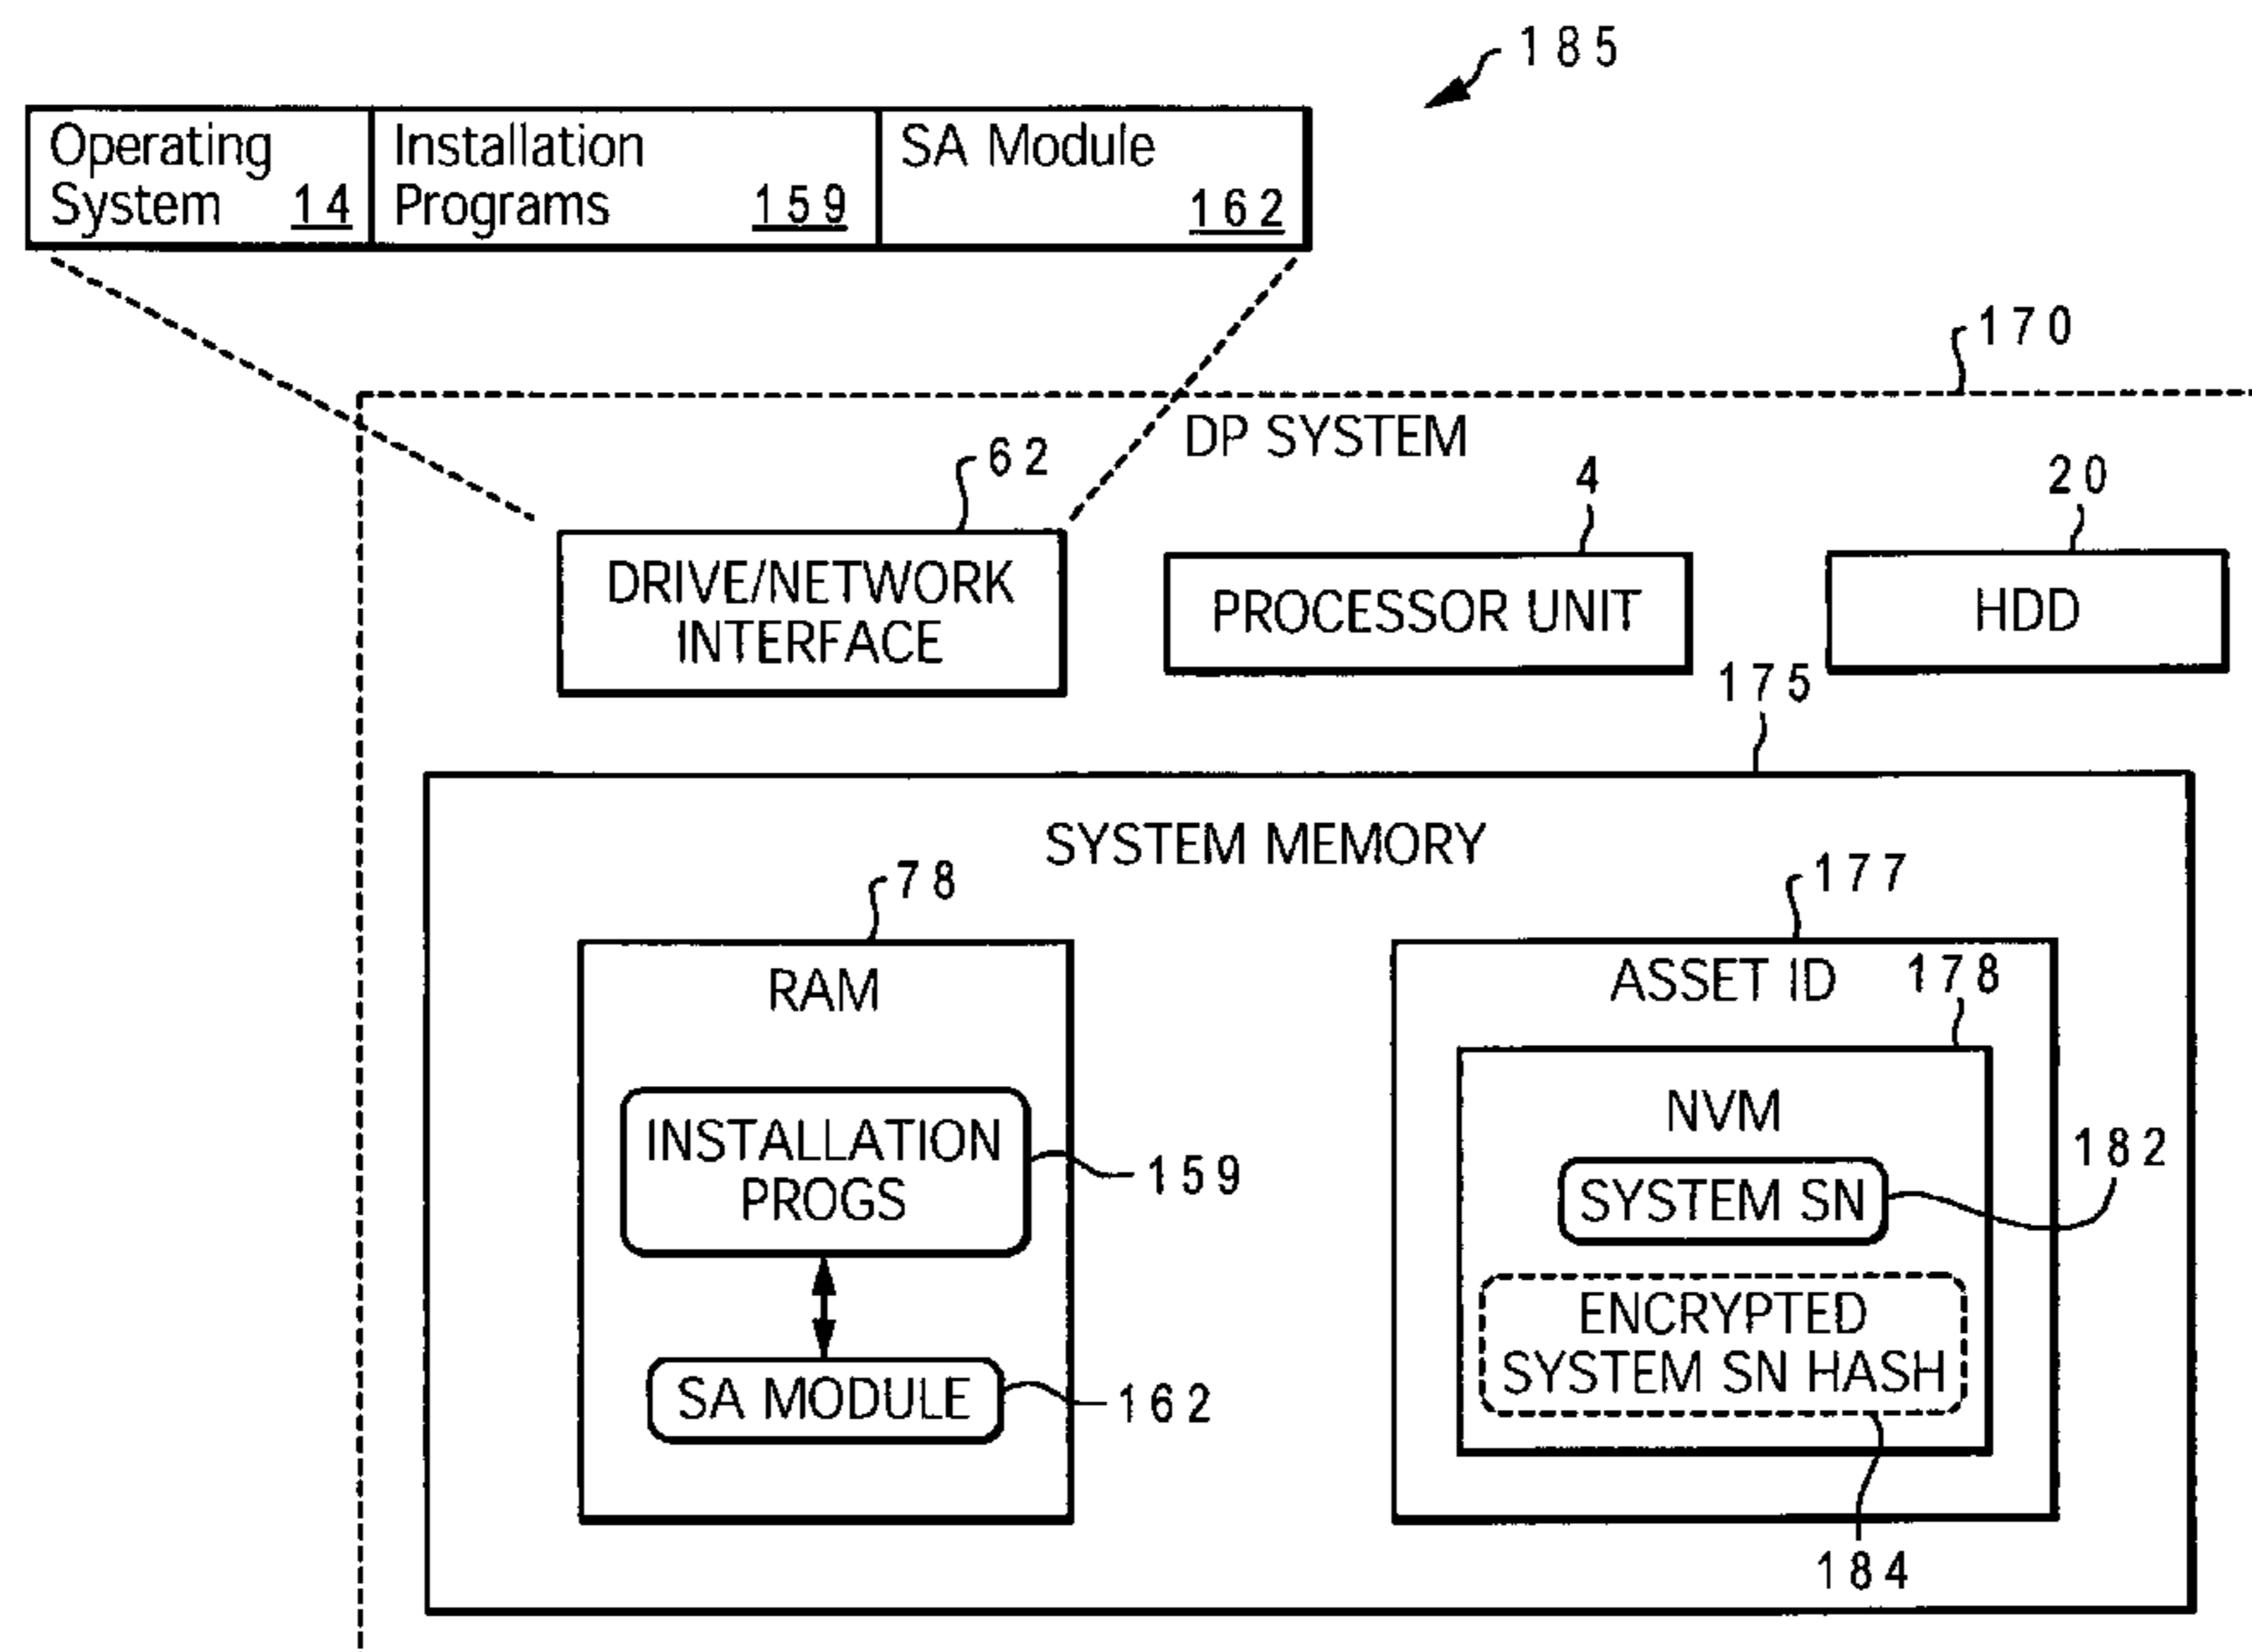 185
Operating
System 14
Installation
Programs 159
SA Module
162
170
DP SYSTEM
62
4
20
DRIVE/NETWORK
INTERFACE
PROCESSOR UNIT
HDD
175
SYSTEM MEMORY
78
177
RAM
ASSET ID
178
NVM
INSTALLATION
PROGS
159
182
SYSTEM SN
ENCRYPTED
SYSTEM SN HASH
SA MODULE
162
184